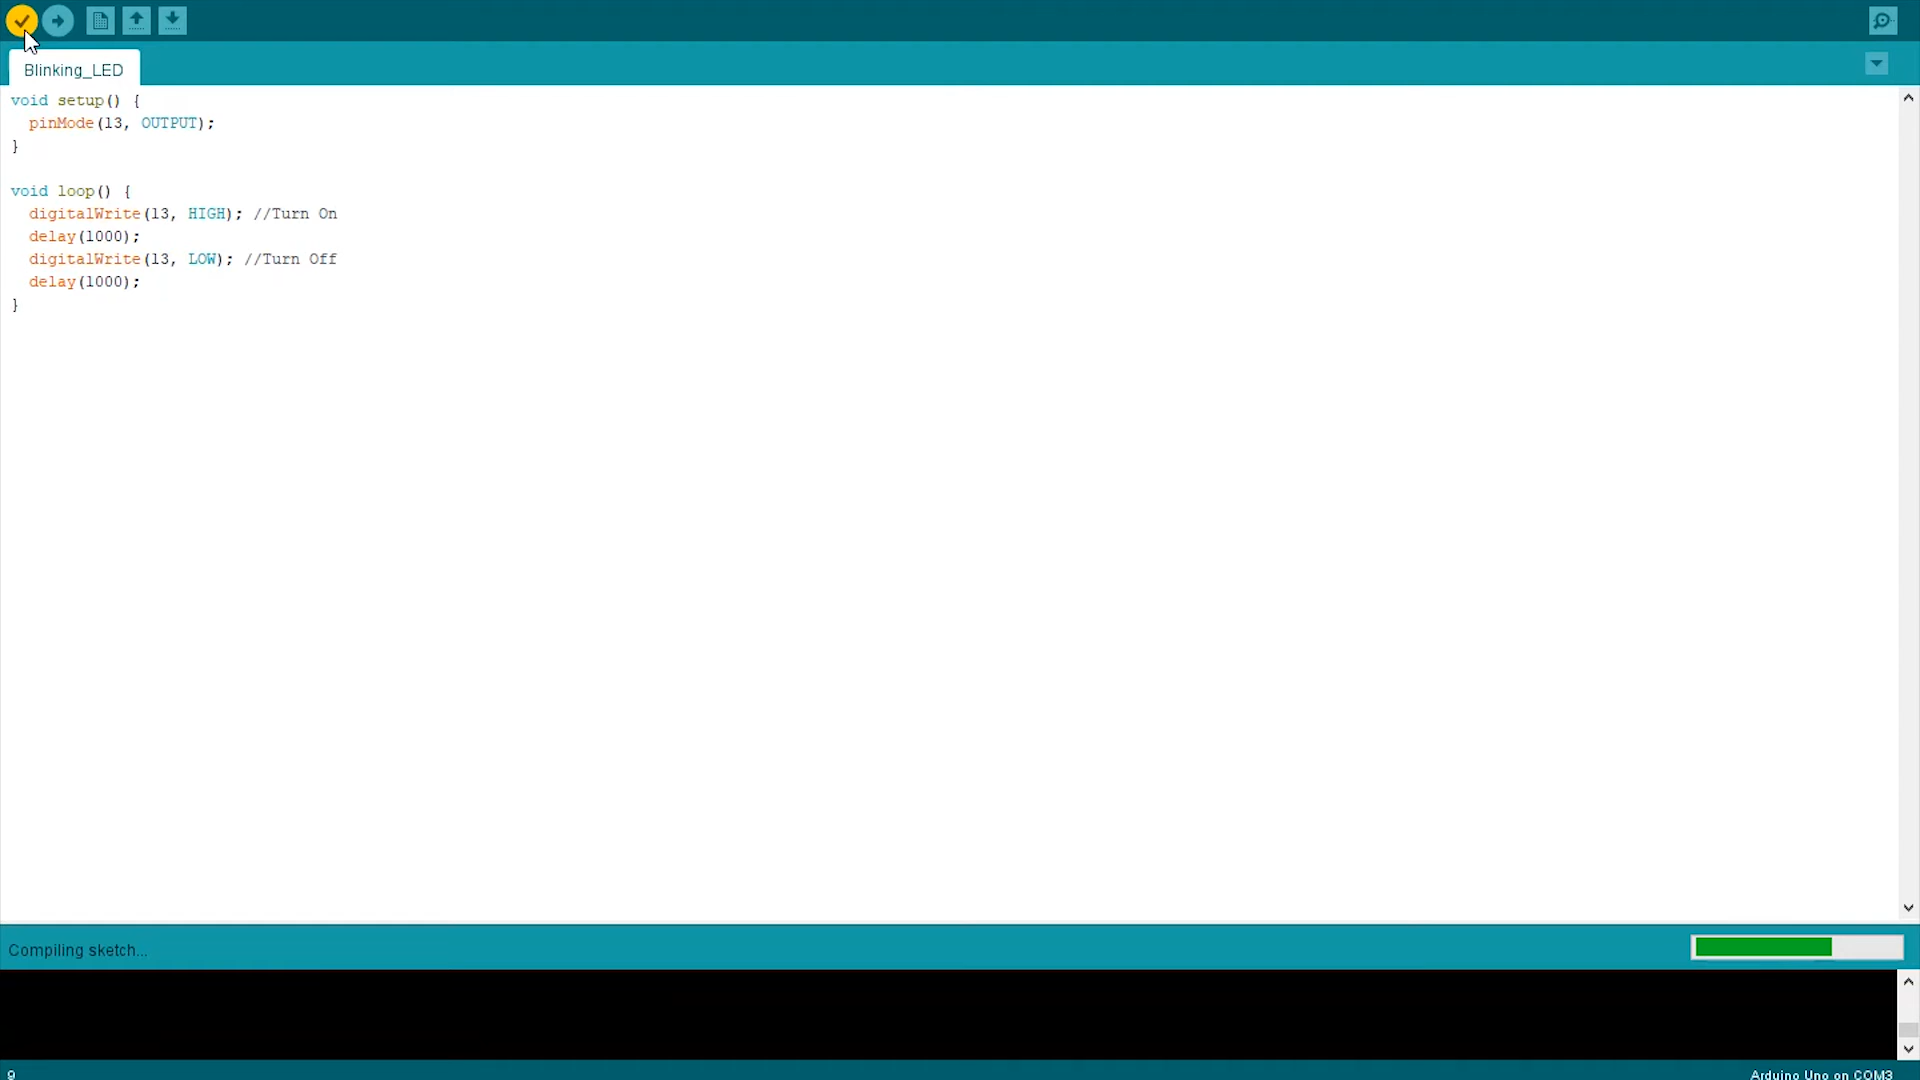 Blinking_LED
void setup() {
  pinMode(13, OUTPUT);
}
void loop() {
  digitalWrite(13, HIGH); //Turn On
  delay(1000);
  digitalWrite(13, LOW); //Turn Off
  delay(1000);
}
Compiling sketch...
9
Arduino Uno on COM3